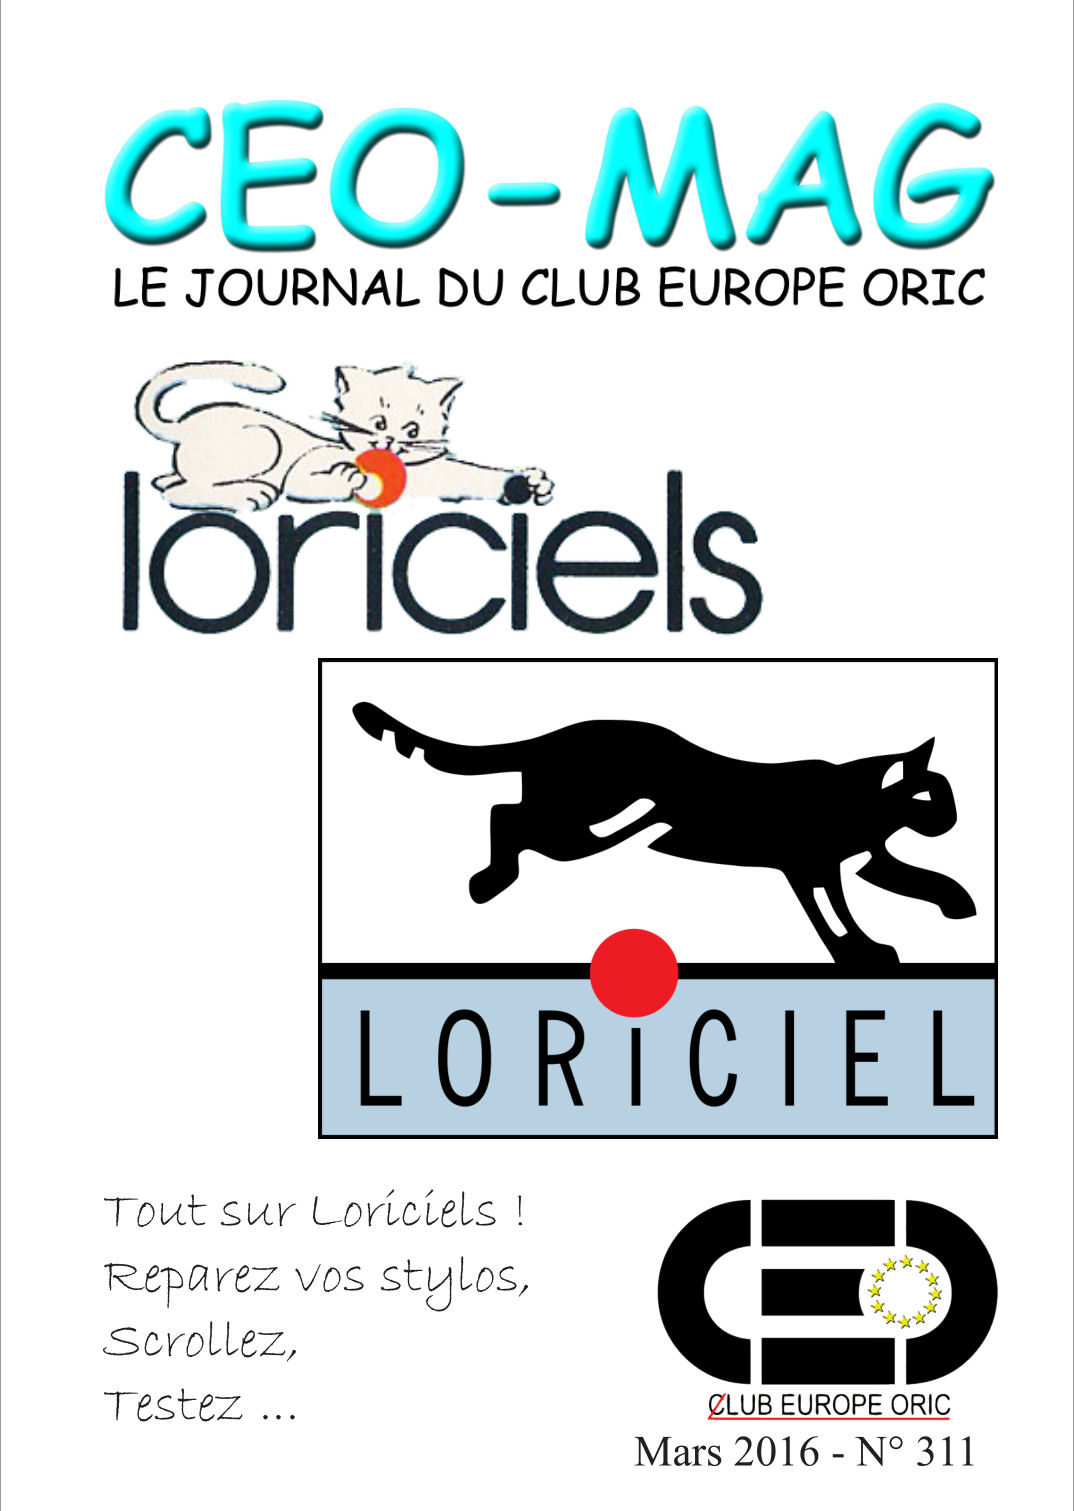 CEO-MAG
LE JOURNAL DU CLUB EUROPE ORIC
loriciels
LORiCIEL
Tout sur Loriciels !
Reparez vos stylos,
Scrollez,
Testez ...
CEO
CLUB EUROPE ORIC
Mars 2016 - N° 311